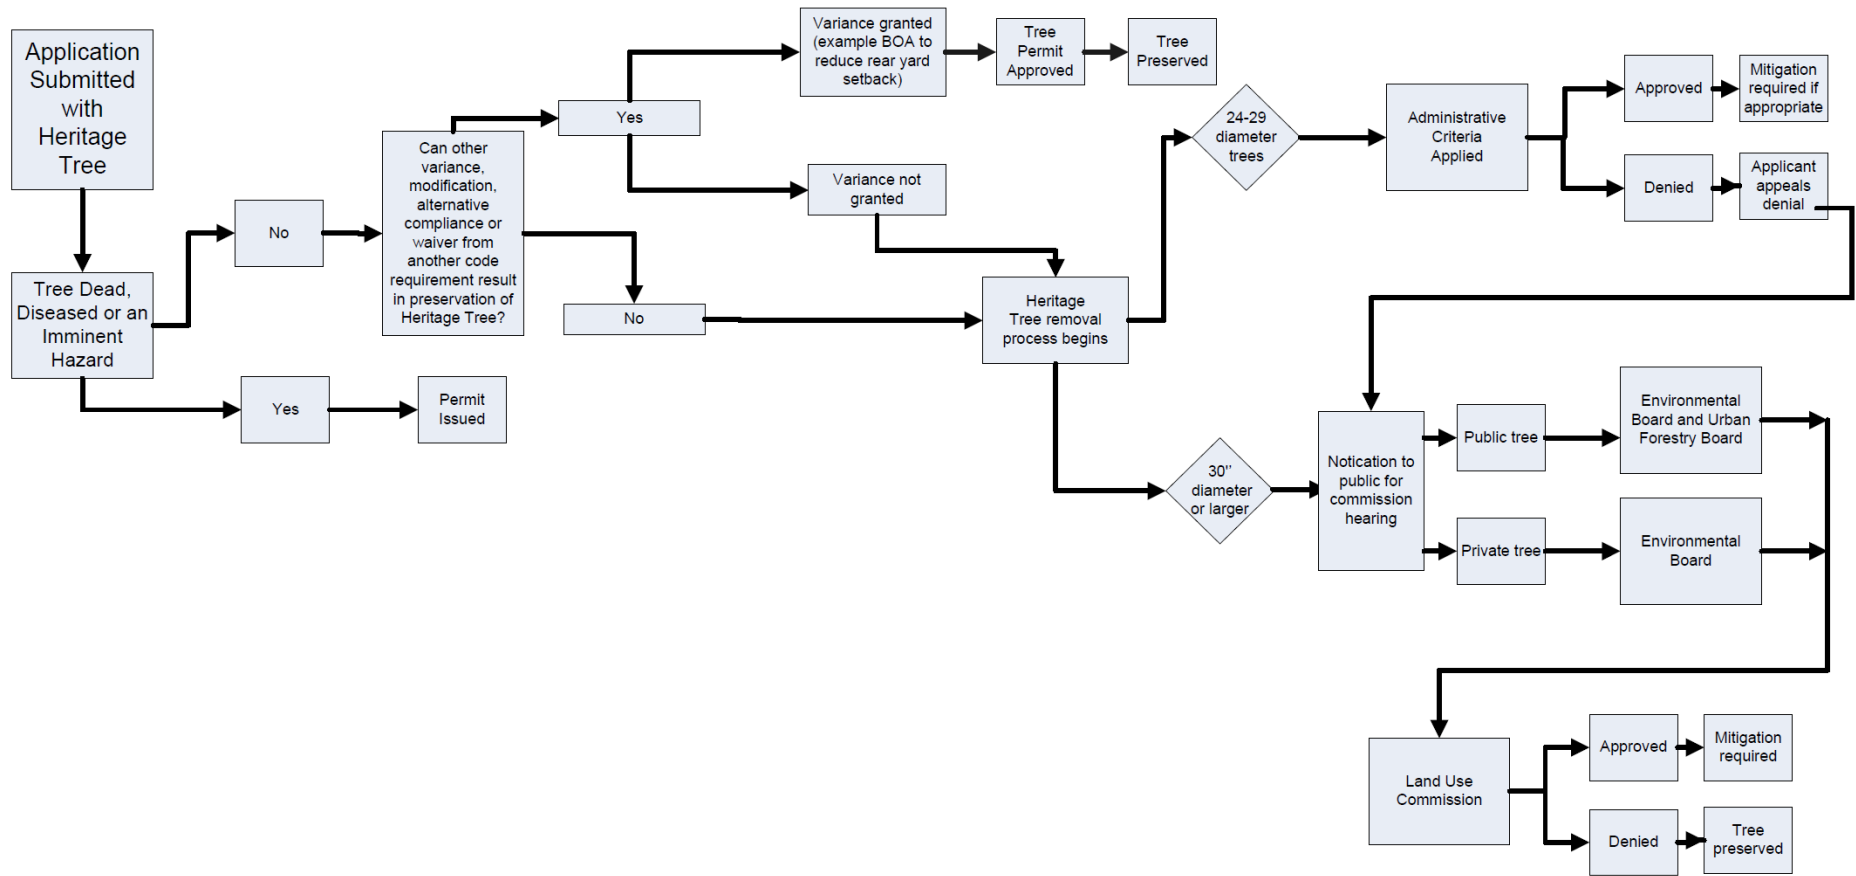 Application
Submitted
with
Heritage
Tree
Tree Dead,
Diseased or an
Imminent
Hazard
No
Yes
Permit
Issued
Can other
variance,
modification,
alternative
compliance or
waiver from
another code
requirement result
in preservation of
Heritage Tree?
Yes
No
Variance granted
(example BOA to
reduce rear yard
setback)
Tree
Permit
Approved
Tree
Preserved
Variance not
granted
Heritage
Tree removal
process begins
24-29
diameter
trees
Administrative
Criteria
Applied
Approved
Mitigation
required if
appropriate
Denied
Applicant
appeals
denial
30"
diameter
or larger
Notication to
public for
commission
hearing
Public tree
Environmental
Board and Urban
Forestry Board
Private tree
Environmental
Board
Land Use
Commission
Approved
Mitigation
required
Denied
Tree
preserved